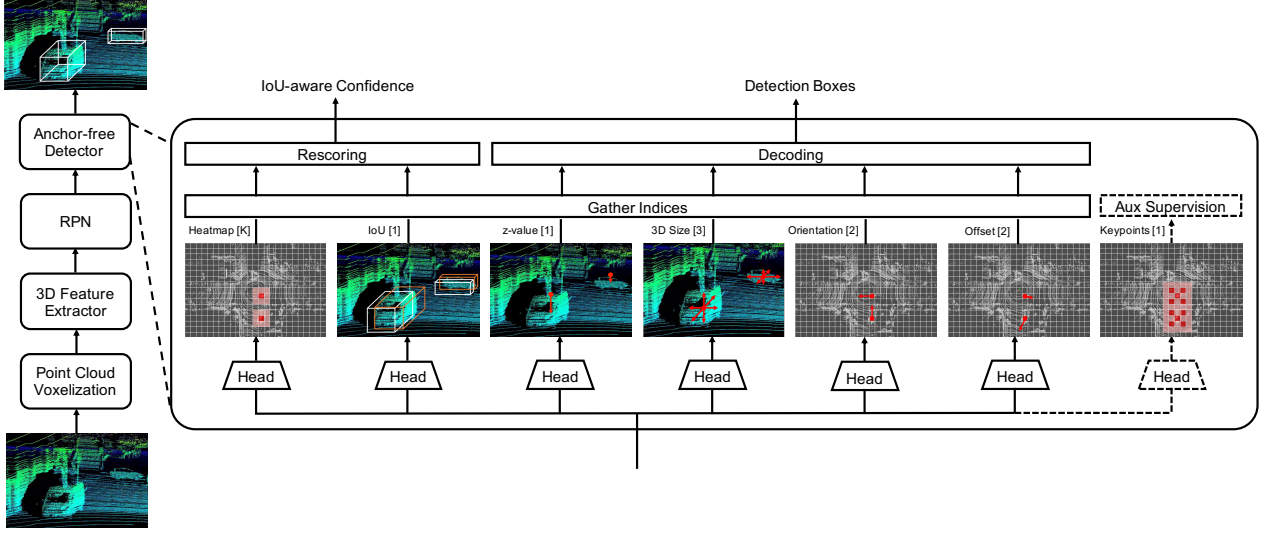 IoU-aware Confidence
Detection Boxes
Anchor-free
Detector
RPN
3D Feature
Extractor
Point Cloud
Voxelization
Rescoring
Decoding
Gather Indices
Aux Supervision
Heatmap [K]
IoU [1]
z-value [1]
3D Size [3]
Orientation [2]
Offset [2]
Keypoints [1]
Head
Head
Head
Head
Head
Head
Head